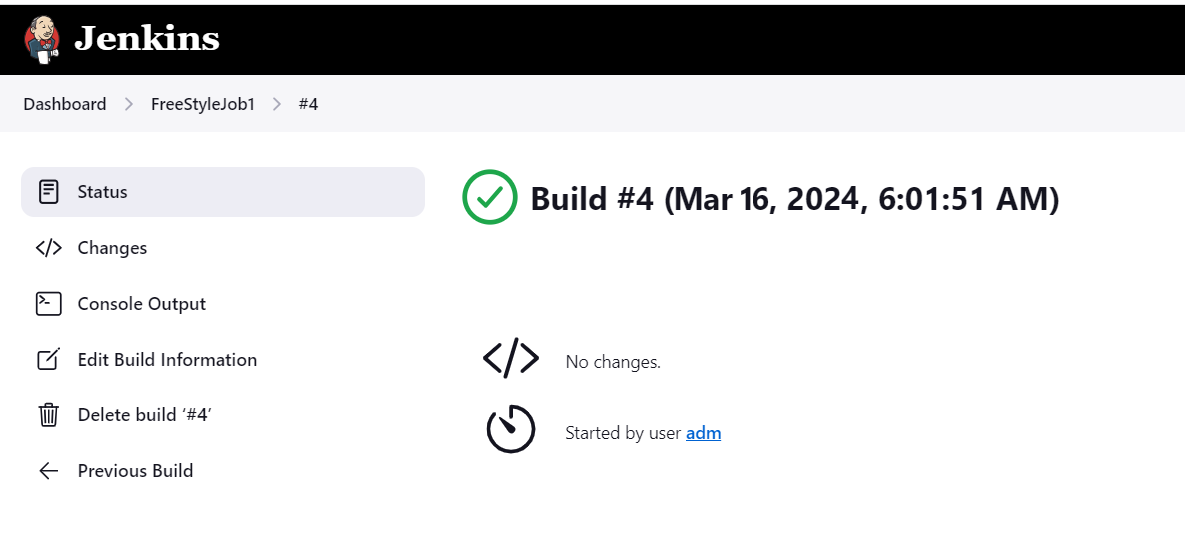 Jenkins
Dashboard > FreeStyleJob1 > #4
Status
Changes
Console Output
Edit Build Information
Delete build ‘#4’
Previous Build
Build #4 (Mar 16, 2024, 6:01:51 AM)
No changes.
Started by user adm